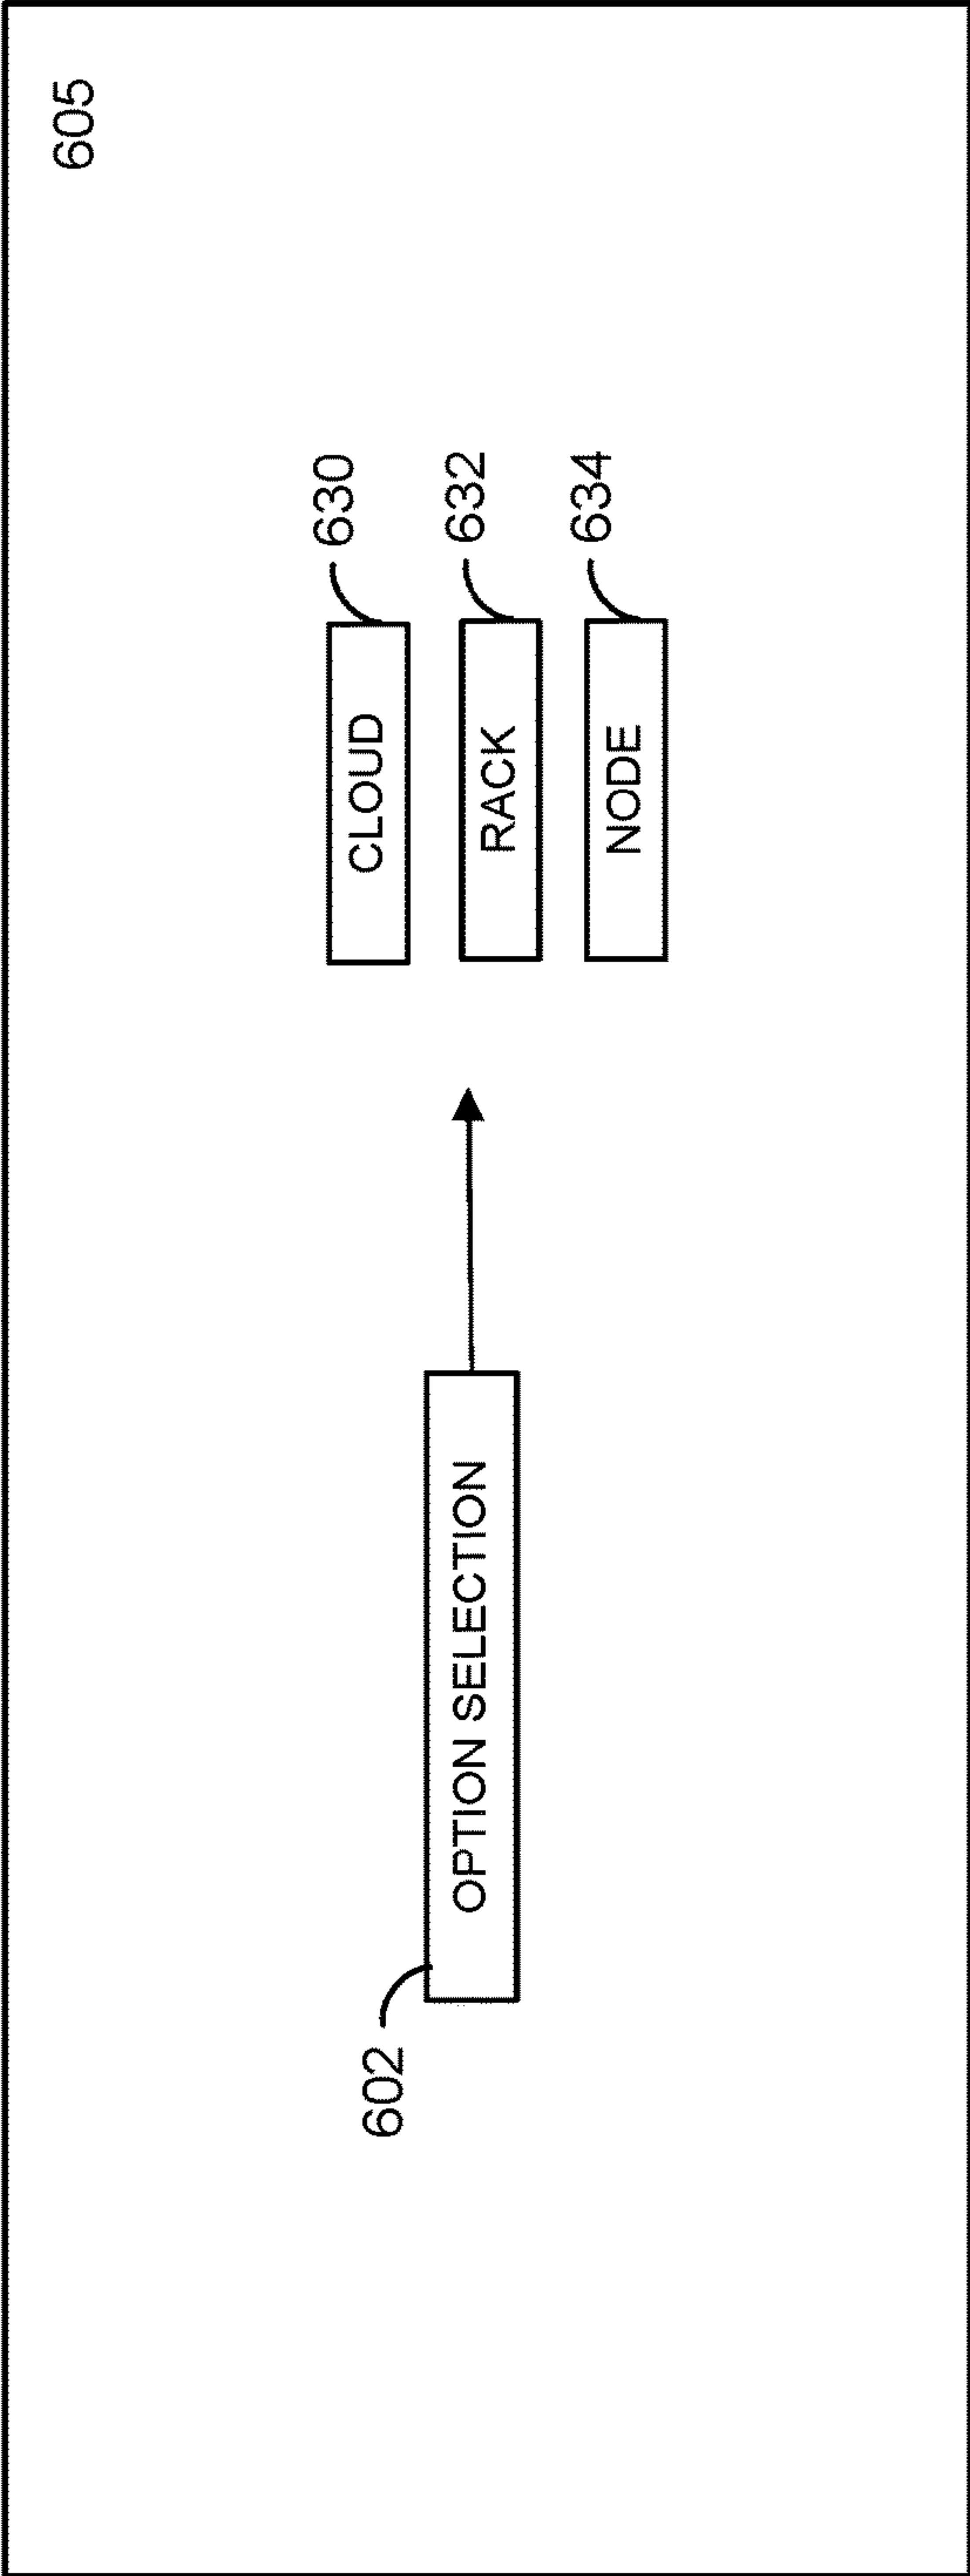 605
602
OPTION SELECTION
CLOUD
630
RACK
632
NODE
634